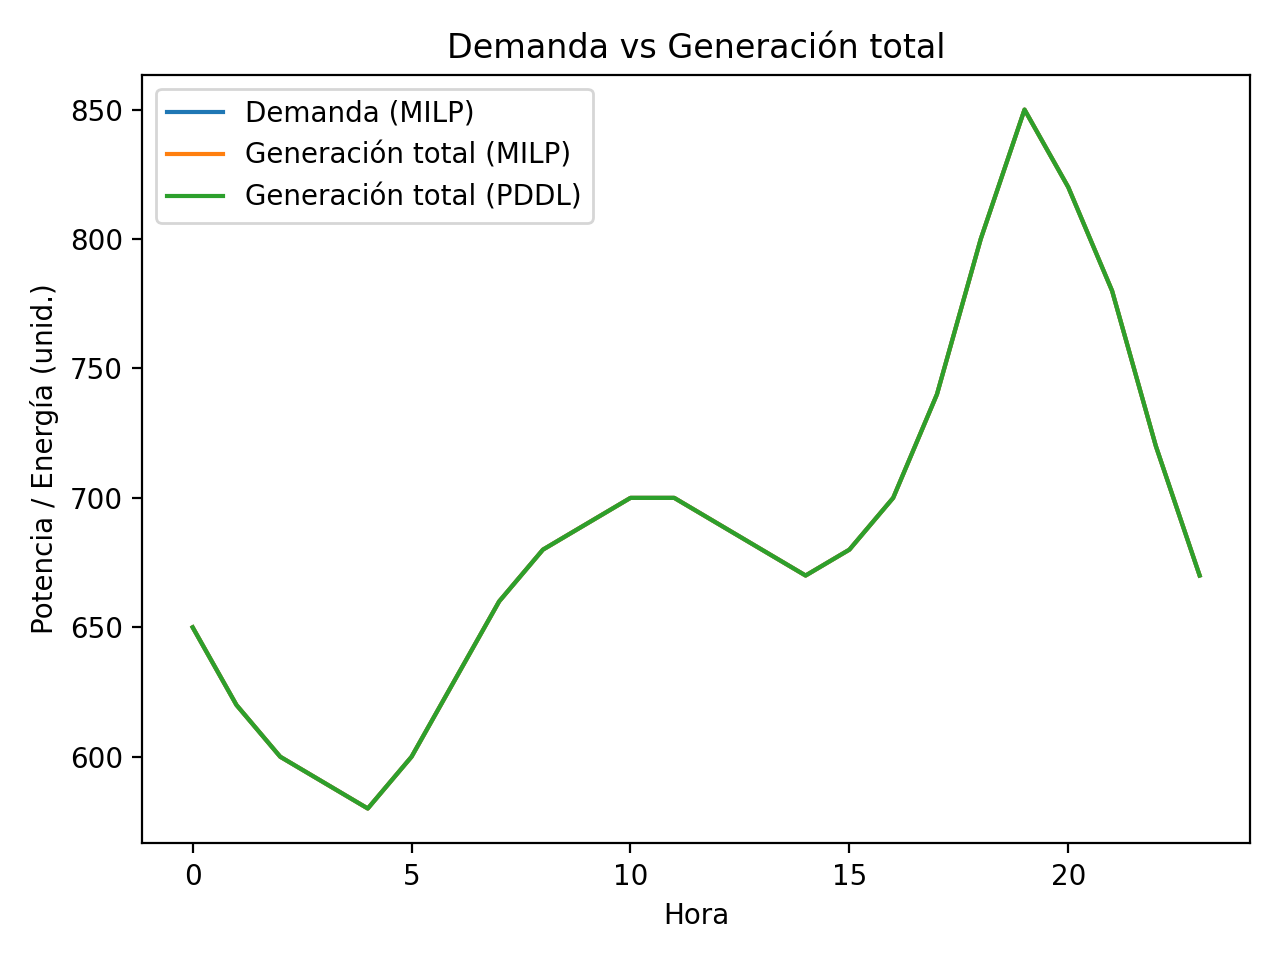 Demanda vs Generación total
Demanda (MILP)
Generación total (MILP)
Generación total (PDDL)
850
800
750
700
650
600
Potencia / Energía (unid.)
0 5 10 15 20
Hora